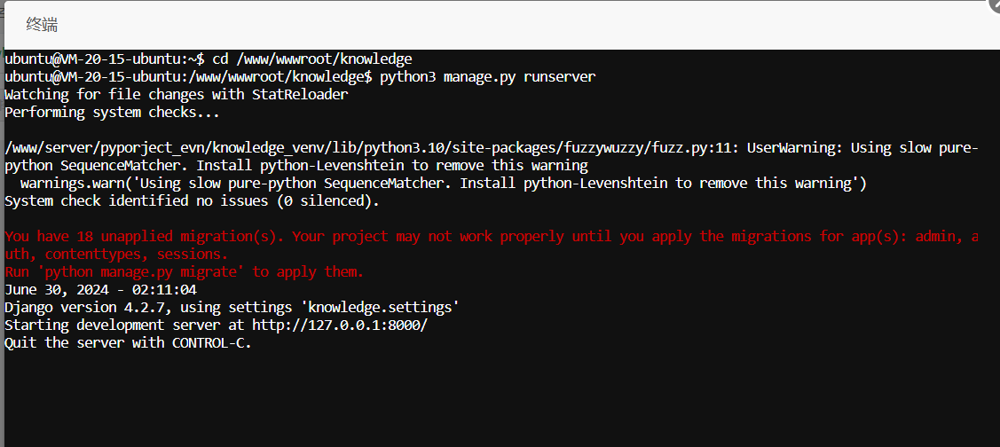 终端
ubuntu@VM-20-15-ubuntu:~$ cd /www/wwwroot/knowledge
ubuntu@VM-20-15-ubuntu:/www/wwwroot/knowledge$ python3 manage.py runserver
Watching for file changes with StatReloader
Performing system checks...
/www/server/pyporject_evn/knowledge_venv/lib/python3.10/site-packages/fuzzywuzzy/fuzz.py:11: UserWarning: Using slow pure-
python SequenceMatcher. Install python-Levenshtein to remove this warning
  warnings.warn('Using slow pure-python SequenceMatcher. Install python-Levenshtein to remove this warning')
System check identified no issues (0 silenced).
You have 18 unapplied migration(s). Your project may not work properly until you apply the migrations for app(s): admin, a
uth, contenttypes, sessions.
Run 'python manage.py migrate' to apply them.
June 30, 2024 - 02:11:04
Django version 4.2.7, using settings 'knowledge.settings'
Starting development server at http://127.0.0.1:8000/
Quit the server with CONTROL-C.